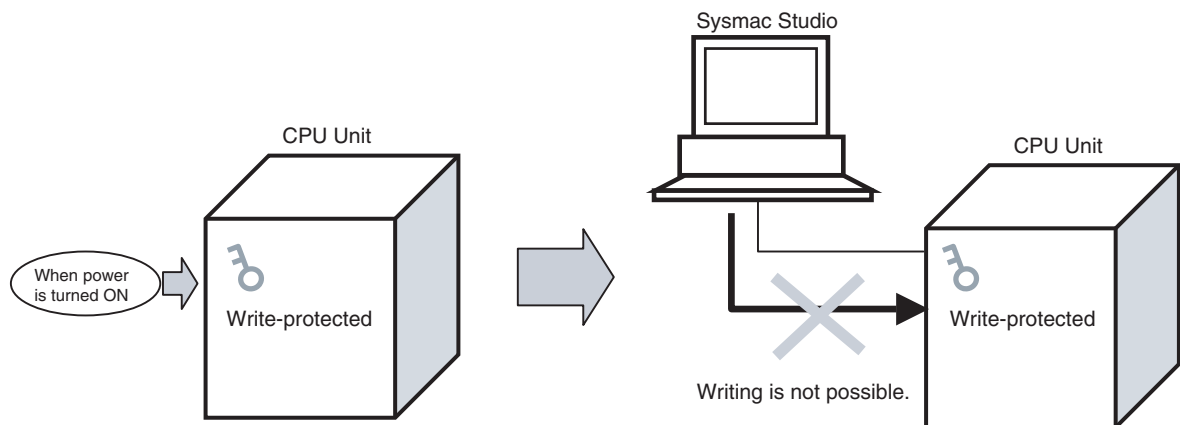 Sysmac Studio
CPU Unit
CPU Unit
When power
is turned ON
Write-protected
Write-protected
Writing is not possible.